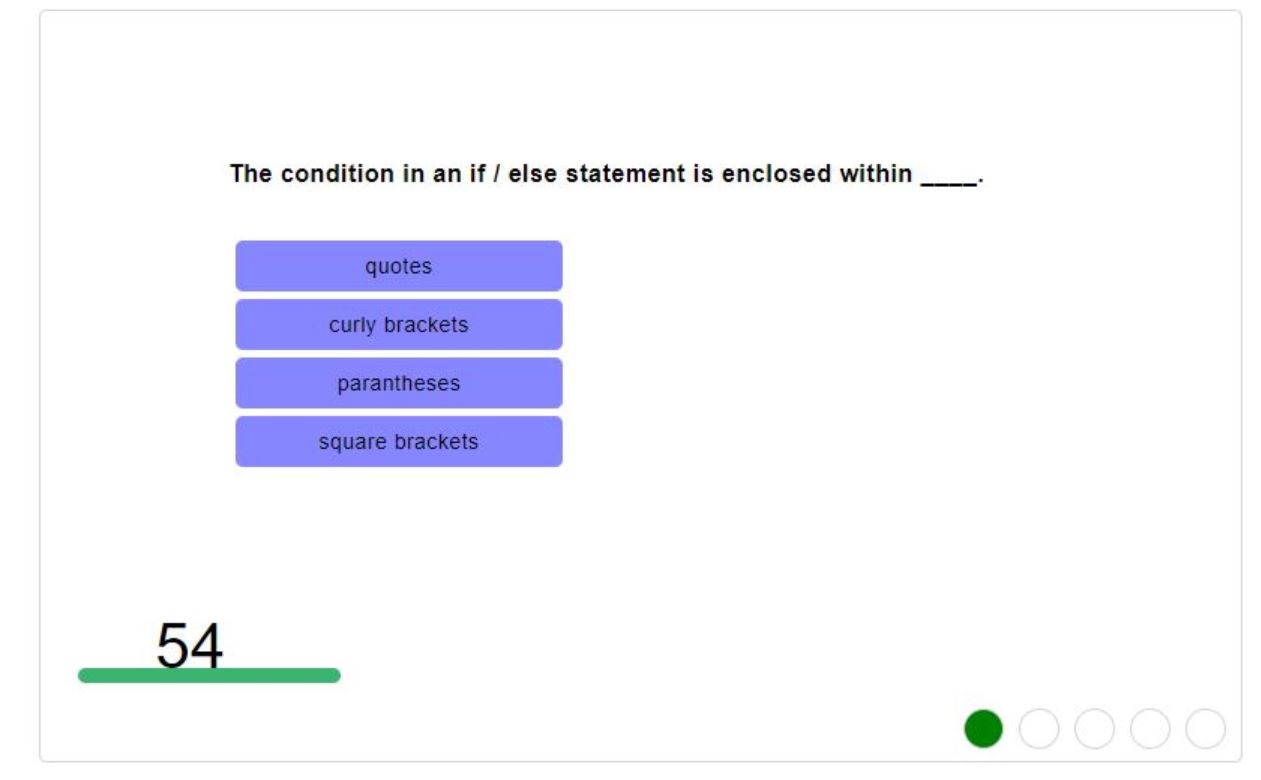 The condition in an if / else statement is enclosed within ____.
quotes
curly brackets
parantheses
square brackets
54